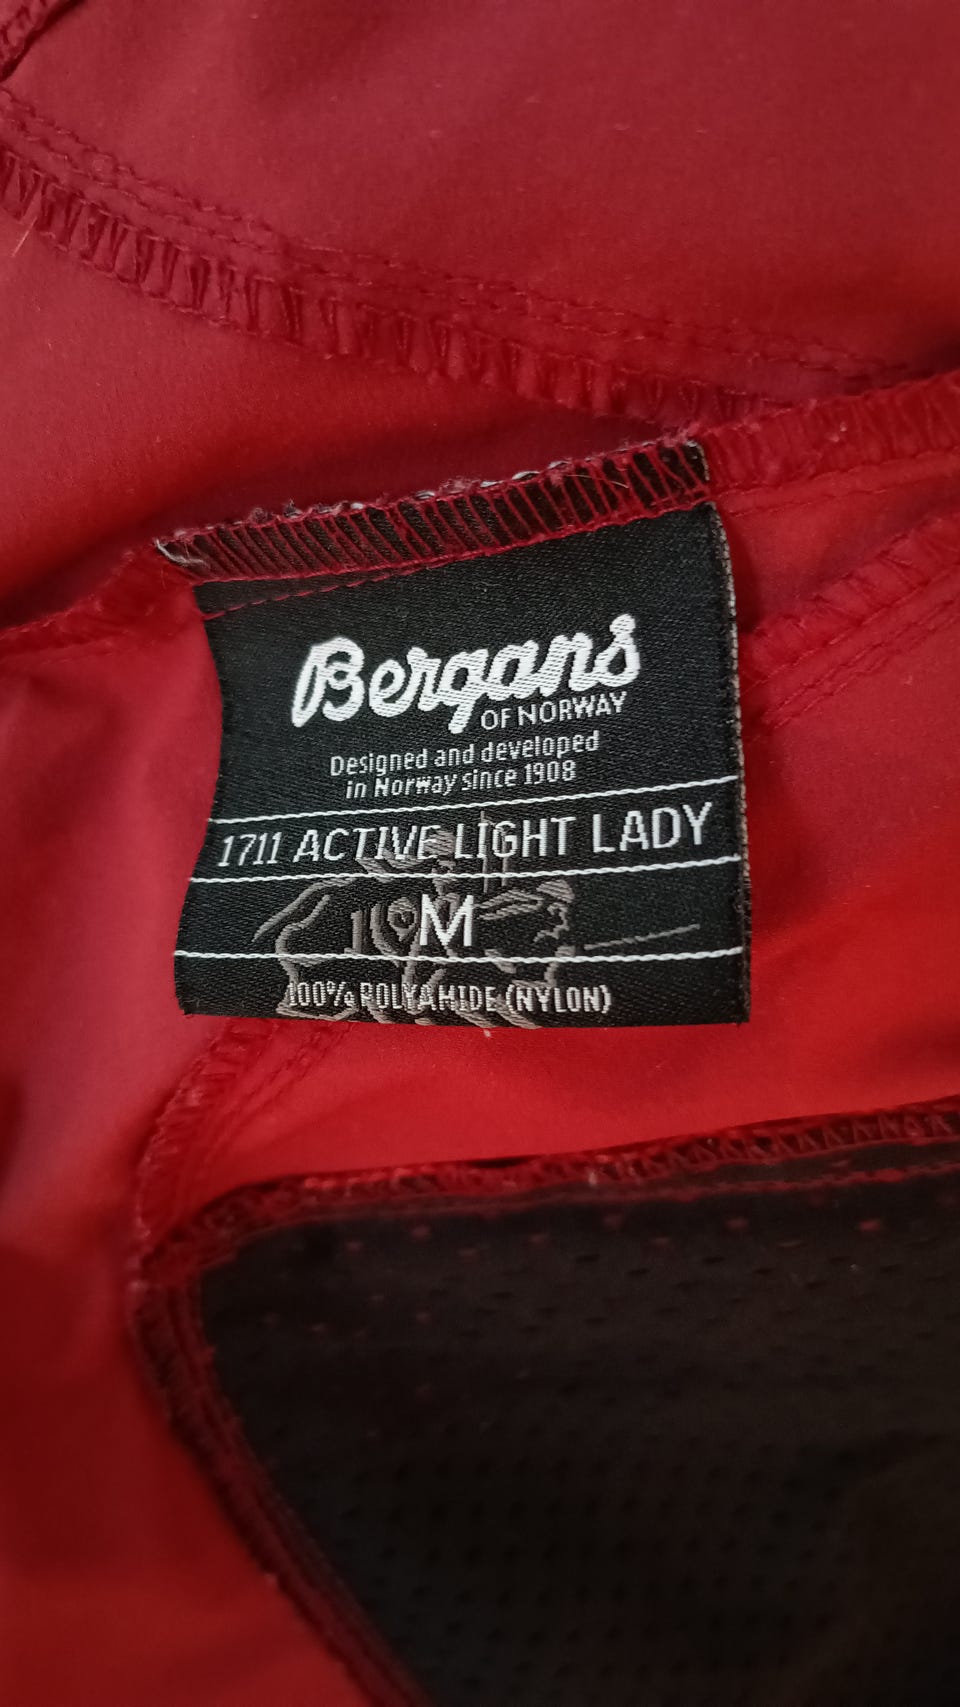 Bergans
OF NORWAY
Designed and developed
in Norway since 1908
1711 ACTIVE LIGHT LADY
M
100% POLYAMIDE (NYLON)